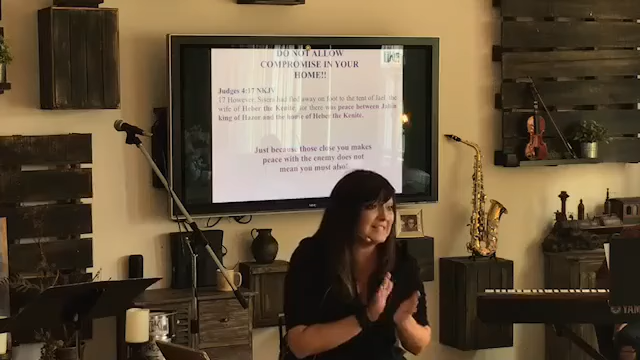 DO NOT ALLOW
COMPROMISE IN YOUR
HOME!!
Judges 4:17 NKJV
17 However, Sisera had fled away on foot to the tent of Jael, the
wife of Heber the Kenite; for there was peace between Jabin
king of Hazor and the house of Heber the Kenite.
Just because those close you makes
peace with the enemy does not
mean you must also!
YAM